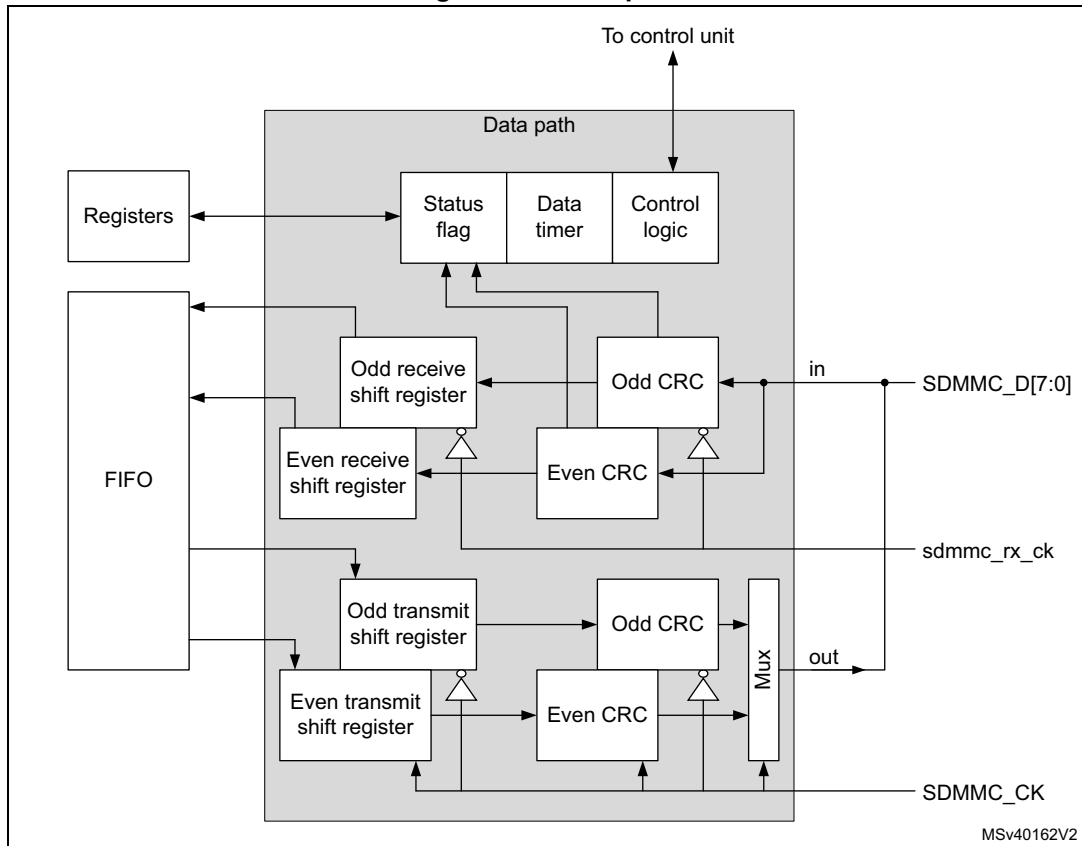 To control unit
Data path
Registers
Status
flag
Data
timer
Control
logic
FIFO
Odd receive
shift register
Odd CRC
in
SDMMC_D[7:0]
Even receive
shift register
Even CRC
sdmmc_rx_ck
Odd transmit
shift register
Odd CRC
Mux
out
Even transmit
shift register
Even CRC
SDMMC_CK
MSv40162V2